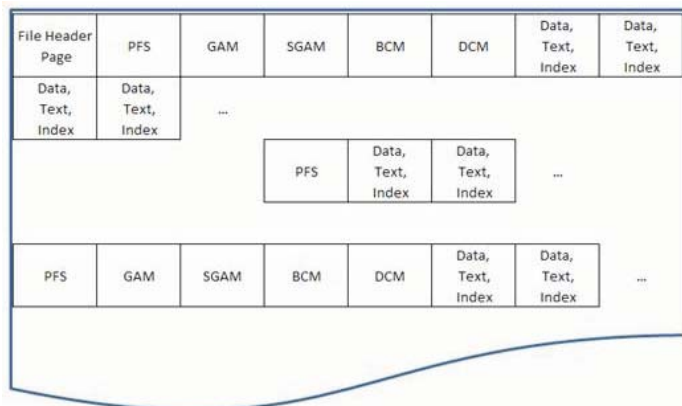 File Header Page PFS GAM SGAM BCM DCM Data, Text, Index Data, Text, Index
Data, Text, Index Data, Text, Index ...
PFS Data, Text, Index Data, Text, Index ...
PFS GAM SGAM BCM DCM Data, Text, Index Data, Text, Index ...